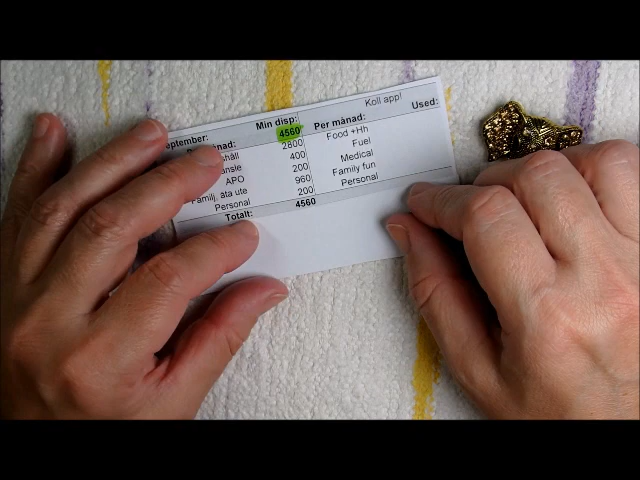 Koll app!
eptember: Min disp: Used:
nad: 4560 Per månad:
håll 2800 Food +Hh
nsle 400 Fuel
APO 200 Medical
Familj. äta ute 960 Family fun
Personal 200 Personal
Totalt: 4560